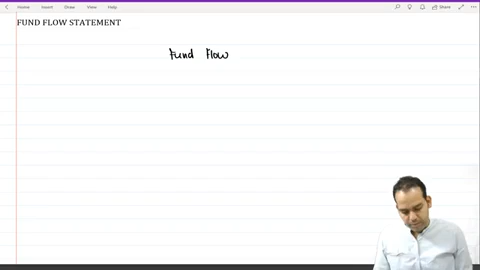 Home Insert Draw View Help Share
FUND FLOW STATEMENT
Fund Flow